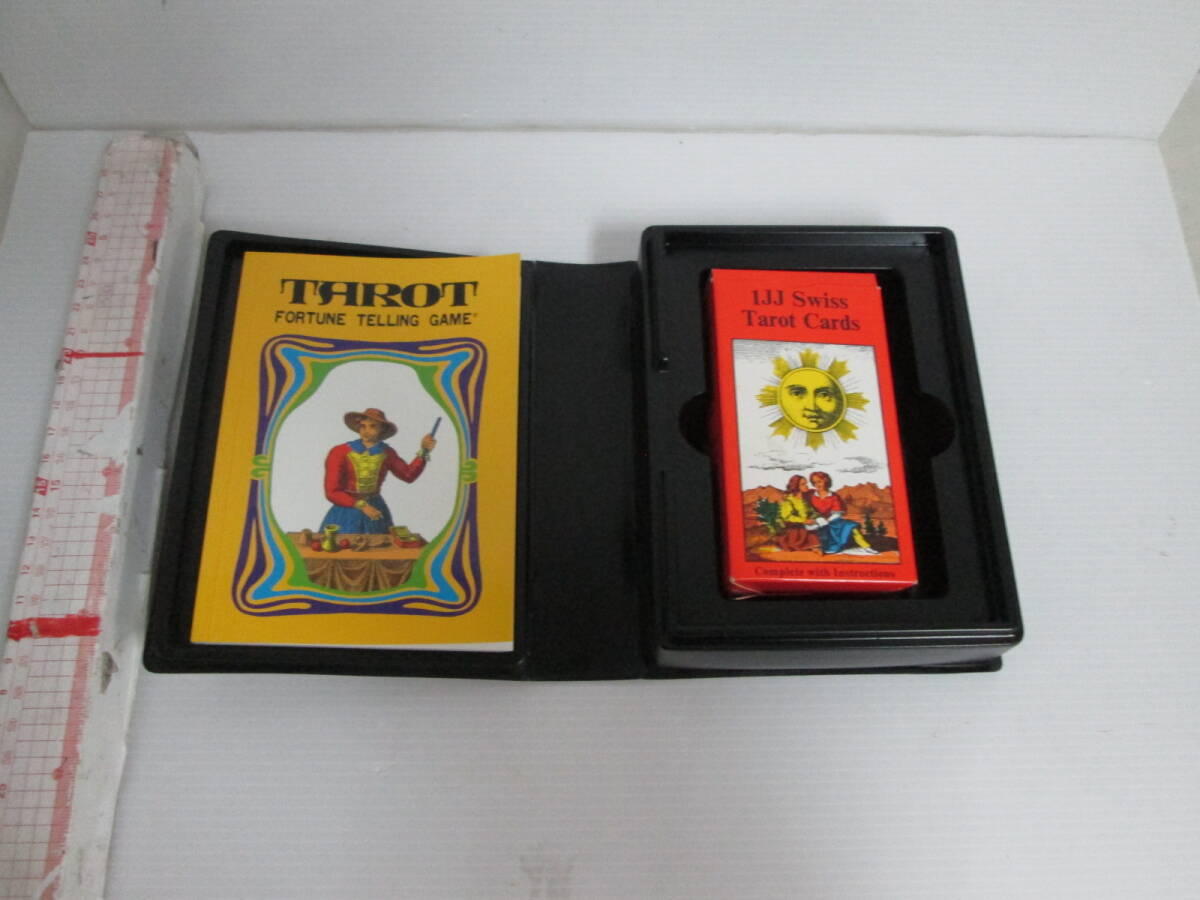 TAROT
FORTUNE TELLING GAME®
1JJ Swiss
Tarot Cards
Complete with Instructions